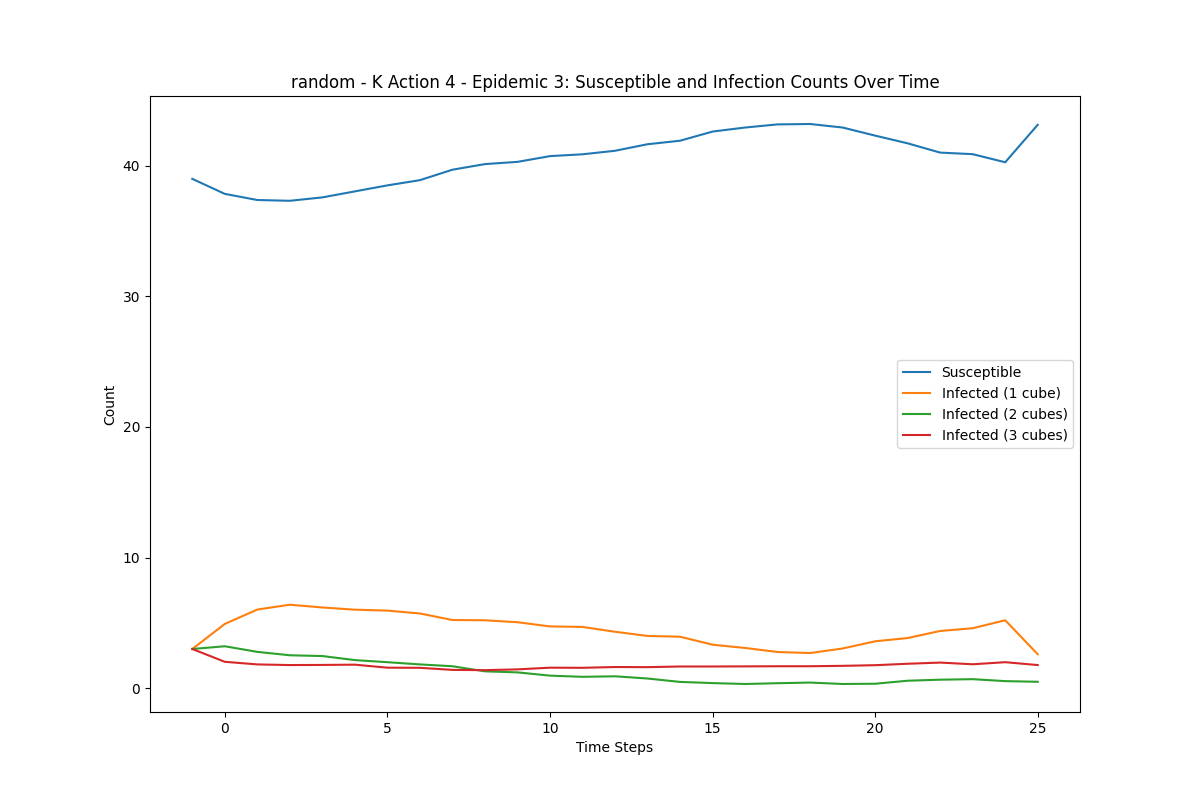 random - K Action 4 - Epidemic 3: Susceptible and Infection Counts Over Time
40
30
20
10
0
Count
Susceptible
Infected (1 cube)
Infected (2 cubes)
Infected (3 cubes)
0 5 10 15 20 25
Time Steps